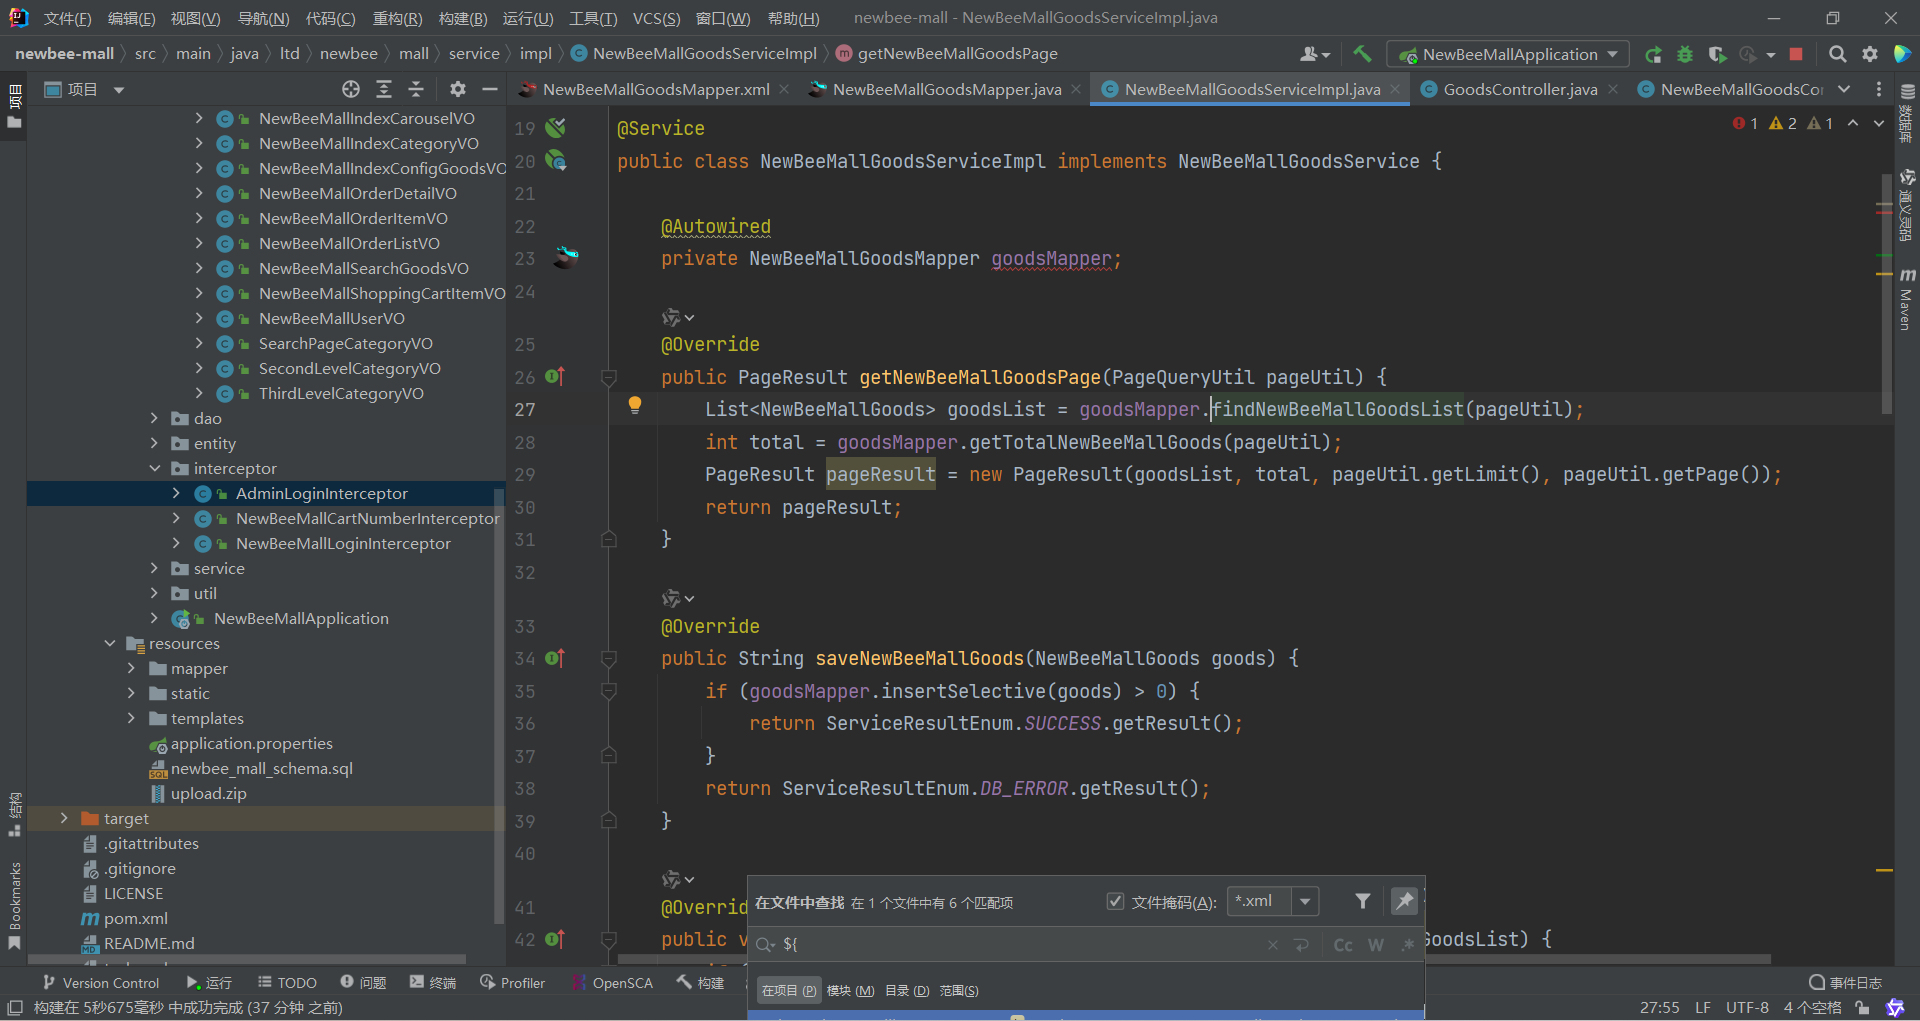 文件(F) 编辑(E) 视图(V) 导航(N) 代码(C) 重构(R) 构建(B) 运行(U) 工具(T) VCS(S) 窗口(W) 帮助(H) newbee-mall - NewBeeMallGoodsServiceImpl.java
newbee-mall src main java ltd newbee mall service impl NewBeeMallGoodsServiceImpl getNewBeeMallGoodsPage NewBeeMallApplication
项目
项目
NewBeeMallGoodsMapper.xml NewBeeMallGoodsMapper.java NewBeeMallGoodsServiceImpl.java GoodsController.java NewBeeMallGoodsCo
NewBeeMallIndexCarouselVO
NewBeeMallIndexCategoryVO
NewBeeMallIndexConfigGoodsVO
NewBeeMallOrderDetailVO
NewBeeMallOrderItemVO
NewBeeMallOrderListVO
NewBeeMallSearchGoodsVO
NewBeeMallShoppingCartItemVO
NewBeeMallUserVO
SearchPageCategoryVO
SecondLevelCategoryVO
ThirdLevelCategoryVO
dao
entity
interceptor
AdminLoginInterceptor
NewBeeMallCartNumberInterceptor
NewBeeMallLoginInterceptor
service
util
NewBeeMallApplication
resources
mapper
static
templates
application.properties
newbee_mall_schema.sql
upload.zip
target
.gitattributes
.gitignore
LICENSE
pom.xml
README.md
结构
Bookmarks
1 2 1
19 @Service
20 public class NewBeeMallGoodsServiceImpl implements NewBeeMallGoodsService {
21
22 @Autowired
23 private NewBeeMallGoodsMapper goodsMapper;
24
25 @Override
26 public PageResult getNewBeeMallGoodsPage(PageQueryUtil pageUtil) {
27 List<NewBeeMallGoods> goodsList = goodsMapper.findNewBeeMallGoodsList(pageUtil);
28 int total = goodsMapper.getTotalNewBeeMallGoods(pageUtil);
29 PageResult pageResult = new PageResult(goodsList, total, pageUtil.getLimit(), pageUtil.getPage());
30 return pageResult;
31 }
32
33 @Override
34 public String saveNewBeeMallGoods(NewBeeMallGoods goods) {
35 if (goodsMapper.insertSelective(goods) > 0) {
36 return ServiceResultEnum.SUCCESS.getResult();
37 }
38 return ServiceResultEnum.DB_ERROR.getResult();
39 }
40
41 @Overrid
42 public v GoodsList) {
在文件中查找 在 1 个文件中有 6 个匹配项 文件掩码(A): *.xml
${ Cc W .*
在项目 (P) 模块 (M) 目录 (D) 范围(S)
数据库
通义灵码
Maven
Version Control 运行 TODO 问题 终端 Profiler OpenSCA 构建 事件日志
构建在 5秒675毫秒 中成功完成 (37 分钟 之前) 27:55 LF UTF-8 4 个空格